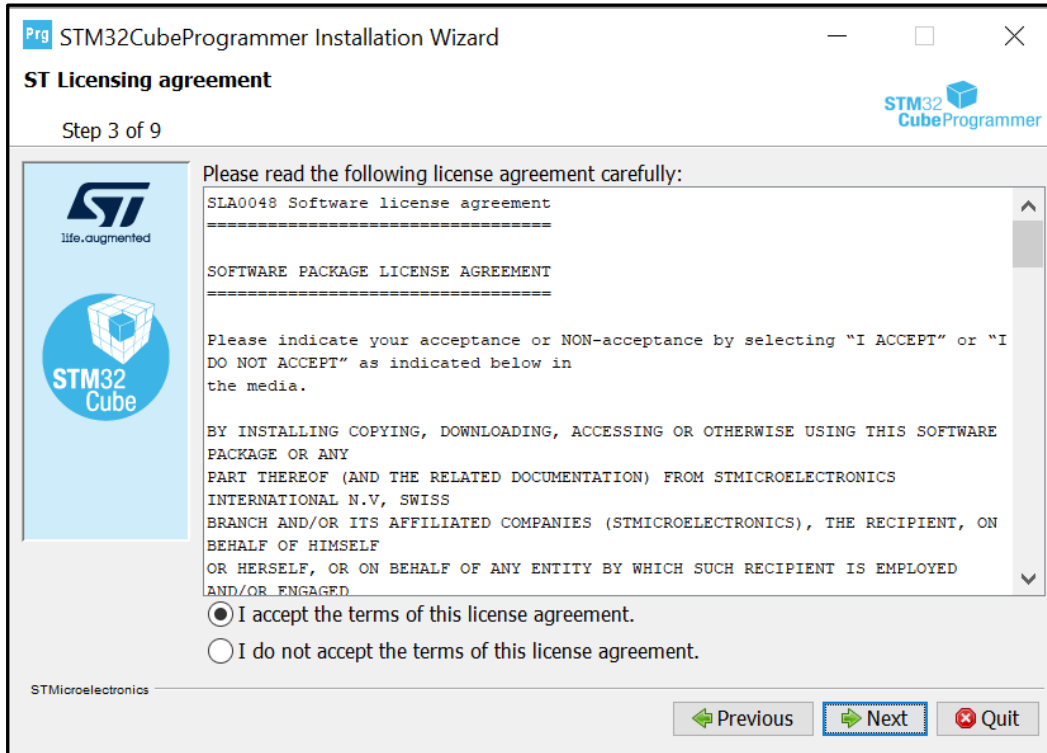 Prg STM32CubeProgrammer Installation Wizard
ST Licensing agreement
Step 3 of 9
STM32
CubeProgrammer
ST
life.augmented
STM32
Cube
Please read the following license agreement carefully:
SLA0048 Software license agreement
==================================
SOFTWARE PACKAGE LICENSE AGREEMENT
==================================
Please indicate your acceptance or NON-acceptance by selecting “I ACCEPT” or “I
DO NOT ACCEPT” as indicated below in
the media.
BY INSTALLING COPYING, DOWNLOADING, ACCESSING OR OTHERWISE USING THIS SOFTWARE
PACKAGE OR ANY
PART THEREOF (AND THE RELATED DOCUMENTATION) FROM STMICROELECTRONICS
INTERNATIONAL N.V, SWISS
BRANCH AND/OR ITS AFFILIATED COMPANIES (STMICROELECTRONICS), THE RECIPIENT, ON
BEHALF OF HIMSELF
OR HERSELF, OR ON BEHALF OF ANY ENTITY BY WHICH SUCH RECIPIENT IS EMPLOYED
AND/OR ENGAGED
I accept the terms of this license agreement.
I do not accept the terms of this license agreement.
STMicroelectronics
Previous Next Quit